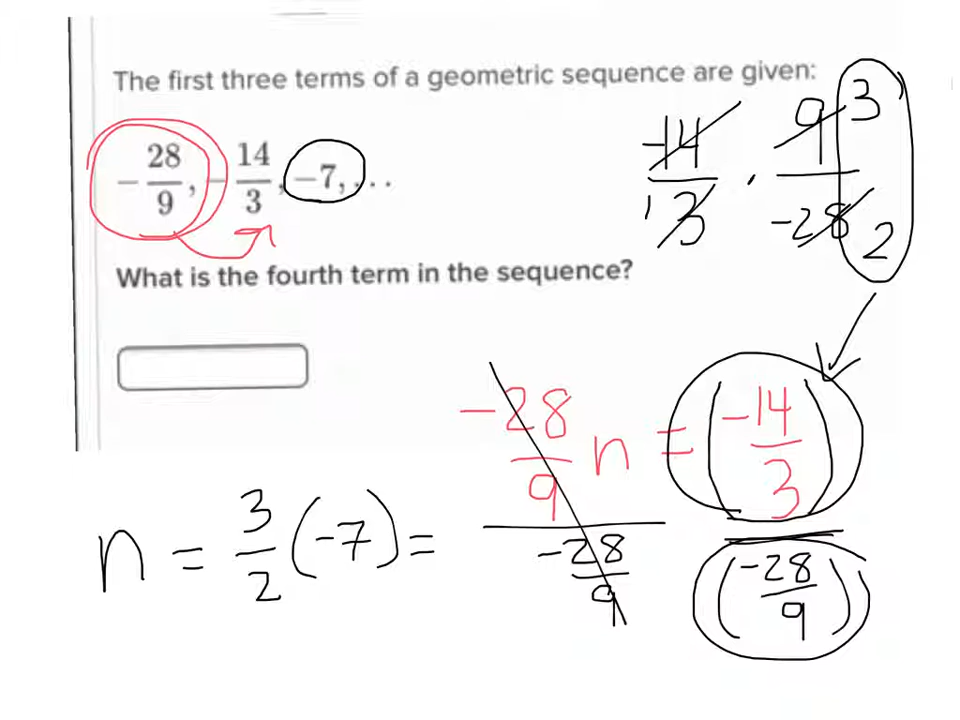 The first three terms of a geometric sequence are given:
-28/9, -14/3, -7, . . .
What is the fourth term in the sequence?
-14/3 · 9/-28
1 3
3 2
-28/9 n = (-14/3)
-28/9 (-28/9)
n = 3/2 (-7) =